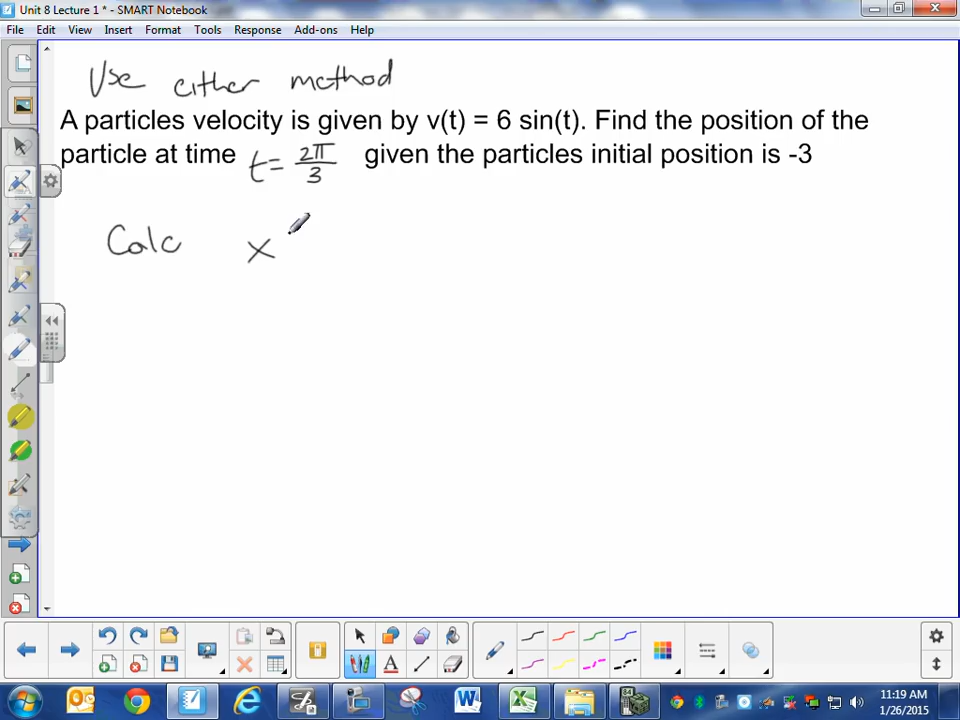 Unit 8 Lecture 1 * - SMART Notebook
File Edit View Insert Format Tools Response Add-ons Help
Use either method
A particles velocity is given by v(t) = 6 sin(t). Find the position of the
particle at time t = 2π/3 given the particles initial position is -3
Calc x
11:19 AM
1/26/2015